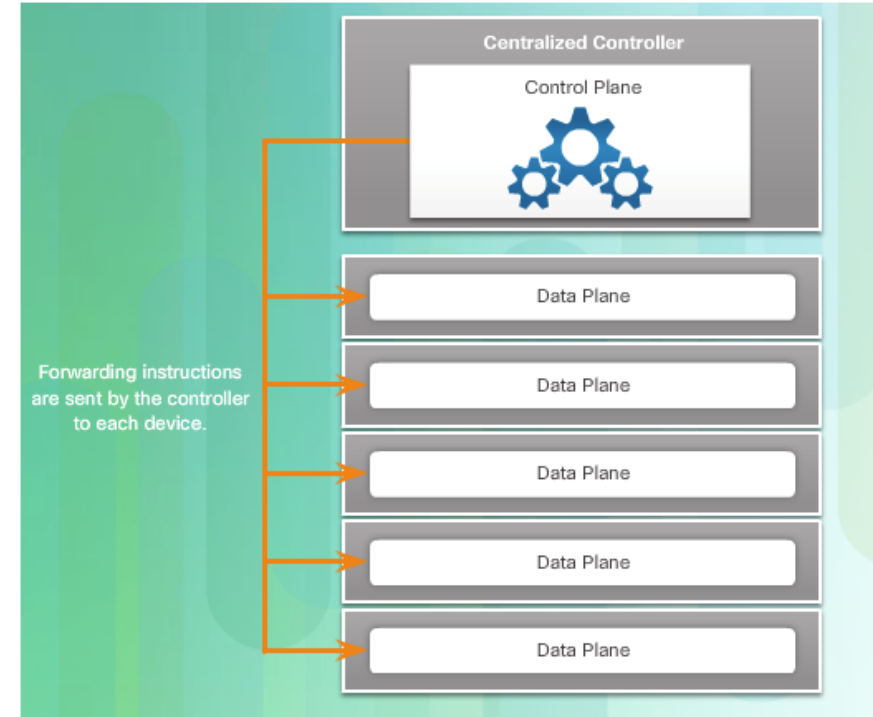 Centralized Controller
Control Plane
Data Plane
Data Plane
Forwarding instructions
are sent by the controller
to each device.
Data Plane
Data Plane
Data Plane